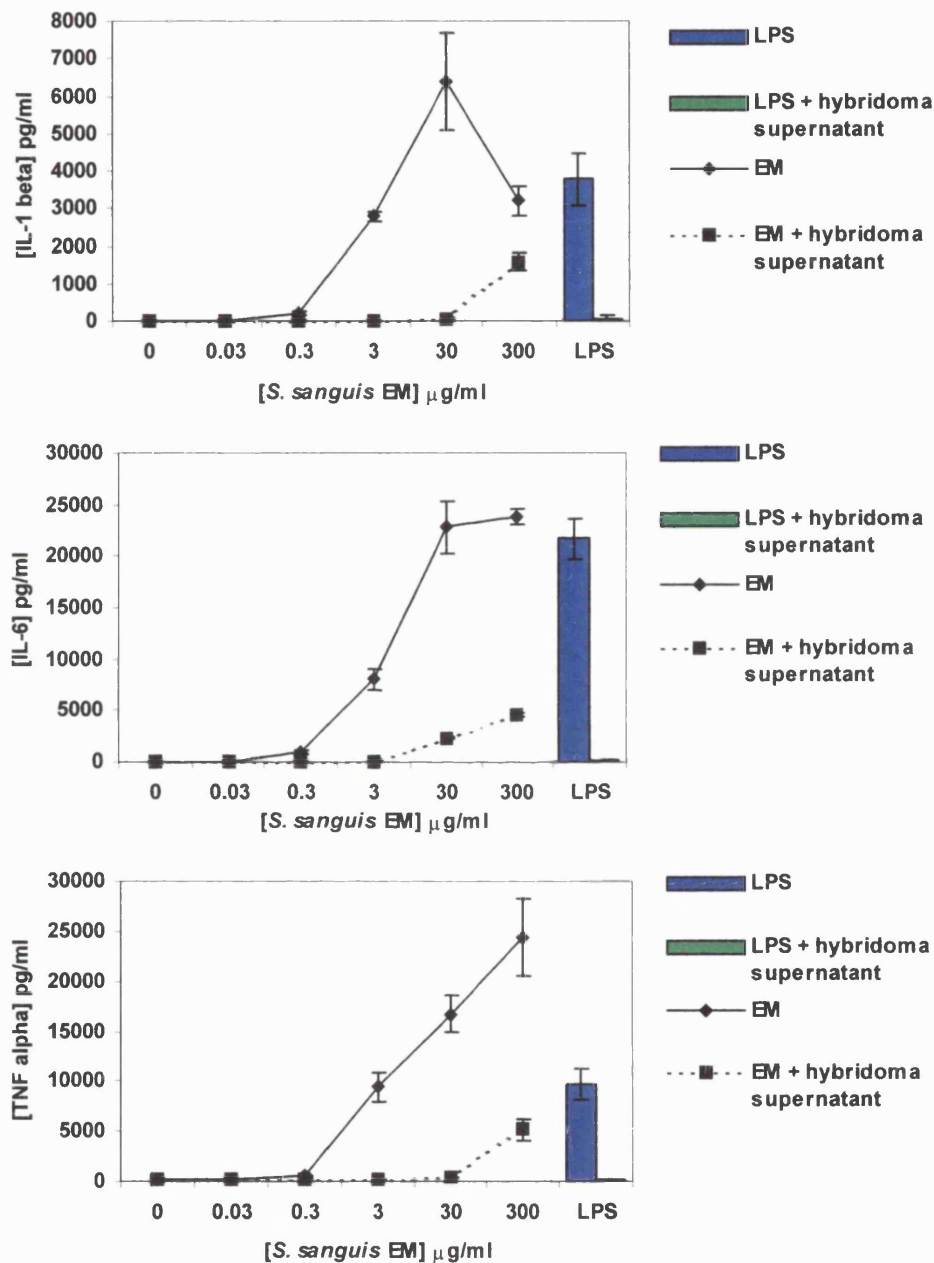 8000
7000
6000
5000
4000
3000
2000
1000
0
[IL-1 beta] pg/ml
0 0.03 0.3 3 30 300 LPS
[S. sanguis EM] μg/ml
LPS
LPS + hybridoma
supernatant
EM
EM + hybridoma
supernatant
30000
25000
20000
15000
10000
5000
0
[IL-6] pg/ml
0 0.03 0.3 3 30 300 LPS
[S. sanguis EM] μg/ml
LPS
LPS + hybridoma
supernatant
EM
EM + hybridoma
supernatant
30000
25000
20000
15000
10000
5000
0
[TNF alpha] pg/ml
0 0.03 0.3 3 30 300 LPS
[S. sanguis EM] μg/ml
LPS
LPS + hybridoma
supernatant
EM
EM + hybridoma
supernatant